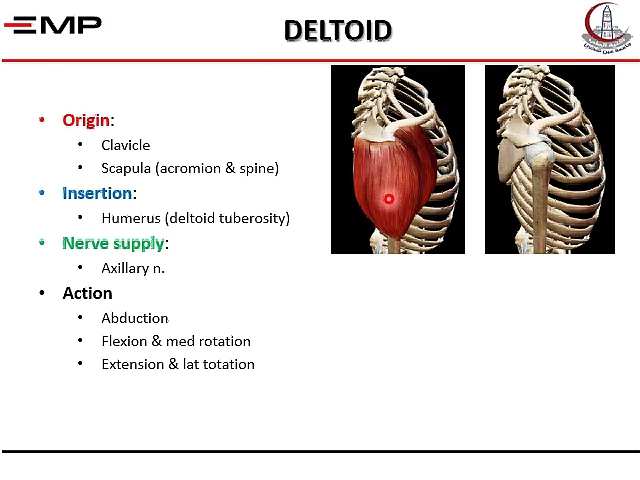 EMP
DELTOID
• Origin:
• Clavicle
• Scapula (acromion & spine)
• Insertion:
• Humerus (deltoid tuberosity)
• Nerve supply:
• Axillary n.
• Action
• Abduction
• Flexion & med rotation
• Extension & lat totation